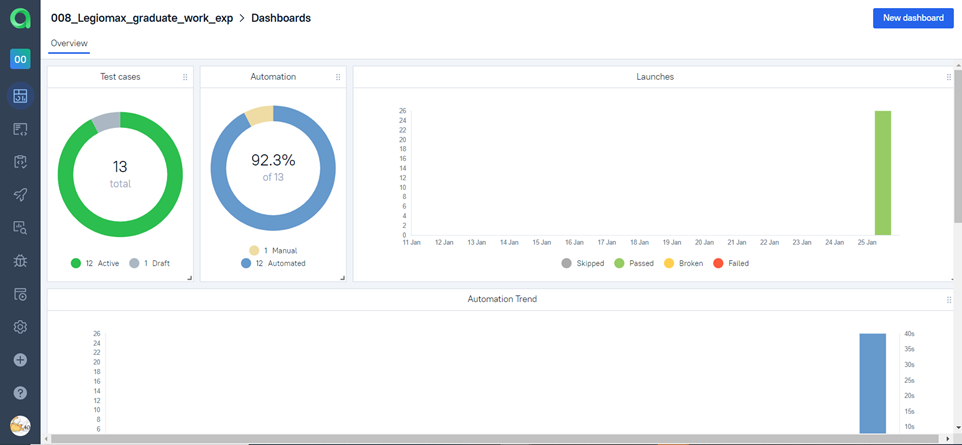 008_Legiomax_graduate_work_exp > Dashboards
New dashboard
Overview
00
Test cases
13
total
12 Active
1 Draft
Automation
92.3%
of 13
1 Manual
12 Automated
Launches
26
24
22
20
18
16
14
12
10
8
6
4
2
0
11 Jan 12 Jan 13 Jan 14 Jan 15 Jan 16 Jan 17 Jan 18 Jan 19 Jan 20 Jan 21 Jan 22 Jan 23 Jan 24 Jan 25 Jan
Skipped Passed Broken Failed
Automation Trend
26
24
22
20
18
16
14
12
10
8
6
40s
35s
30s
25s
20s
15s
10s